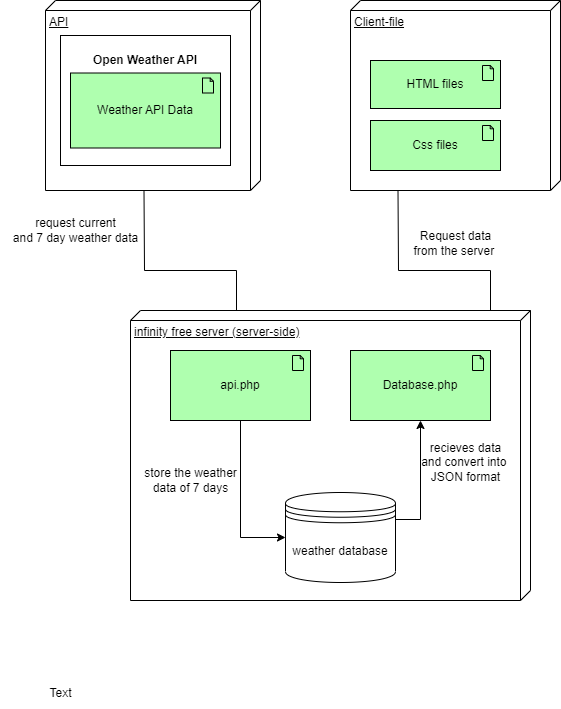 API
Open Weather API
Weather API Data
Client-file
HTML files
Css files
request current
and 7 day weather data
Request data
from the server
infinity free server (server-side)
api.php
Database.php
store the weather
data of 7 days
recieves data
and convert into
JSON format
weather database
Text